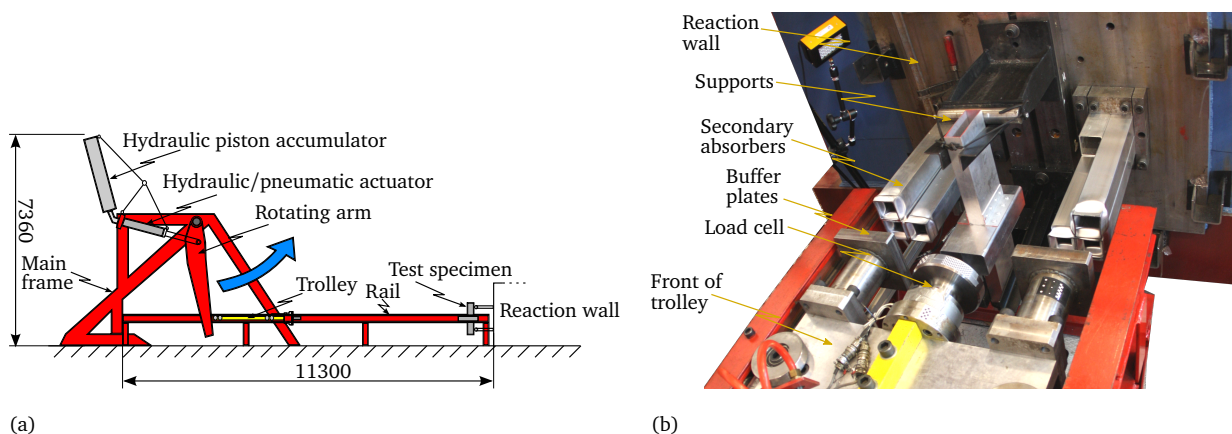 Hydraulic piston accumulator
Hydraulic/pneumatic actuator
Rotating arm
7360
Main
frame
Trolley
Rail
Test specimen
Reaction wall
11300
(a)
Reaction
wall
Supports
Secondary
absorbers
Buffer
plates
Load cell
Front of
trolley
(b)